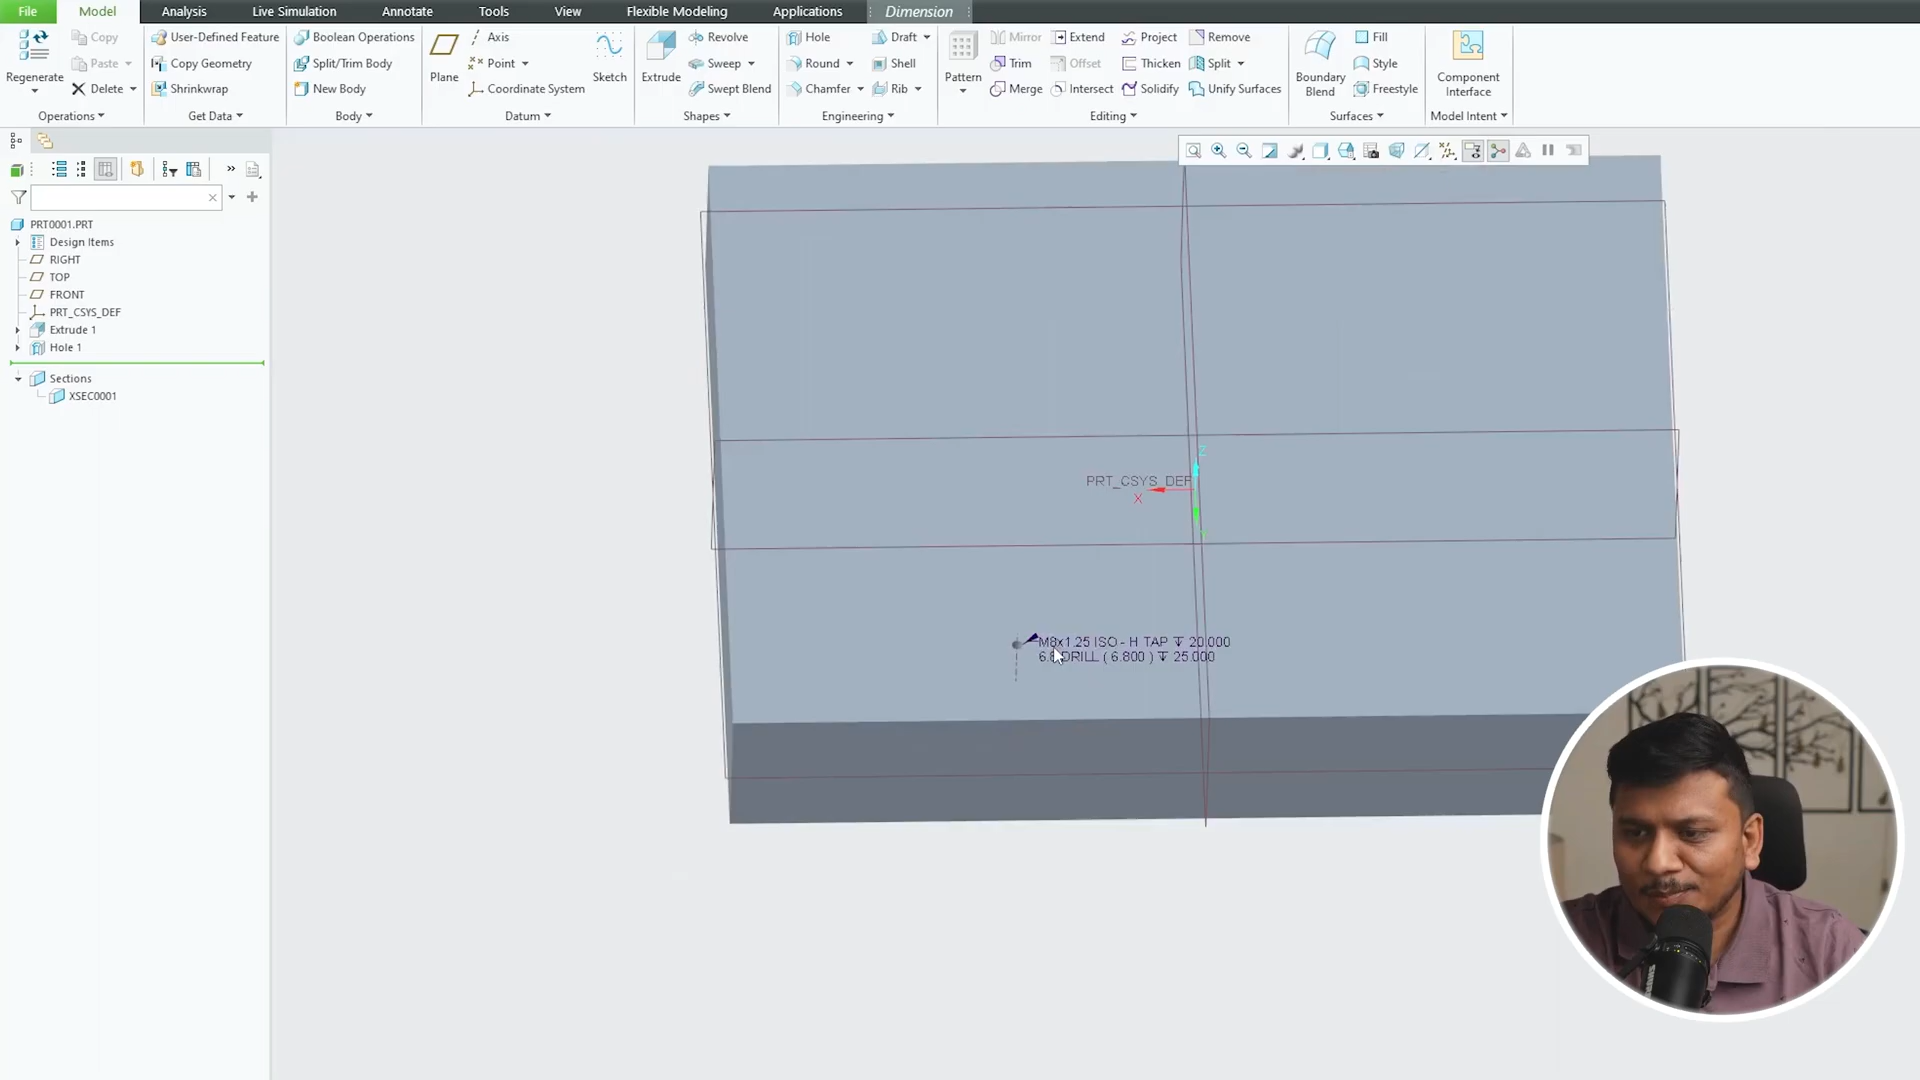 File Model Analysis Live Simulation Annotate Tools View Flexible Modeling Applications Dimension
Copy User-Defined Feature Boolean Operations Axis Revolve Hole Draft Mirror Extend Project Remove Fill
Paste Copy Geometry Split/Trim Body Point Sweep Round Shell Trim Offset Thicken Split Style
Regenerate Plane Sketch Extrude Pattern Boundary Blend Component Interface
Delete Shrinkwrap New Body Coordinate System Swept Blend Chamfer Rib Merge Intersect Solidify Unify Surfaces Freestyle
Operations Get Data Body Datum Shapes Engineering Editing Surfaces Model Intent
PRT0001.PRT
Design Items
RIGHT
TOP
FRONT
PRT_CSYS_DEF
Extrude 1
Hole 1
Sections
XSEC0001
Z
PRT_CSYS_DEF
X
M8x1.25 ISO - H TAP ↧ 20.000
DRILL ( 6.800 ) ↧ 25.000